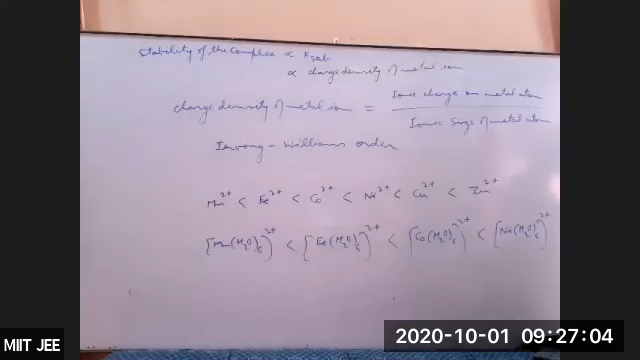 Stability of the complex ∝ Kstab
∝ charge density of metal ion
charge density of metal ion = Ionic charge on metal atom
Ionic size of metal atom
Irvang - Williams order
Mn²⁺ < Fe²⁺ < Co²⁺ < Ni²⁺ < Cu²⁺ < Zn²⁺
[Mn(H₂O)₆]²⁺ < [Fe(H₂O)₆]²⁺ < [Co(H₂O)₆]²⁺ < [Ni(H₂O)₆]²⁺
MIIT JEE
2020-10-01 09:27:04